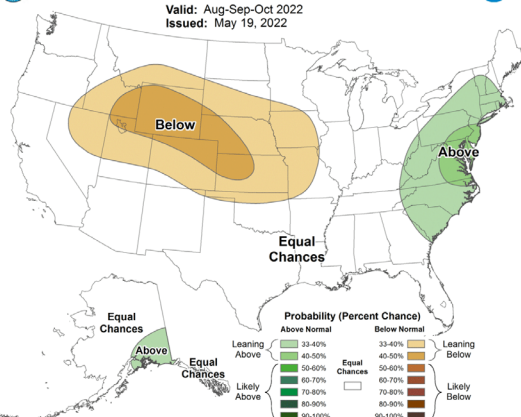 Valid: Aug-Sep-Oct 2022
Issued: May 19, 2022
Below
Above
Equal
Chances
Equal
Chances
Above
Equal
Chances
Probability (Percent Chance)
Above Normal
Below Normal
Leaning
Above
33-40%
40-50%
Likely
Above
50-60%
60-70%
70-80%
80-90%
90-100%
Equal
Chances
33-40%
40-50%
Leaning
Below
50-60%
60-70%
70-80%
80-90%
90-100%
Likely
Below